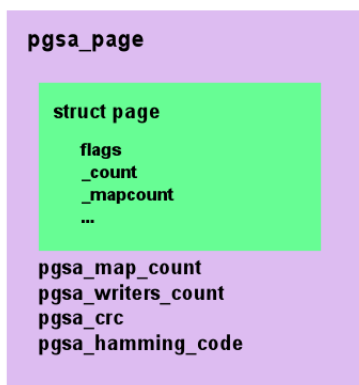 pgsa_page
struct page
flags
_count
_mapcount
...
pgsa_map_count
pgsa_writers_count
pgsa_crc
pgsa_hamming_code